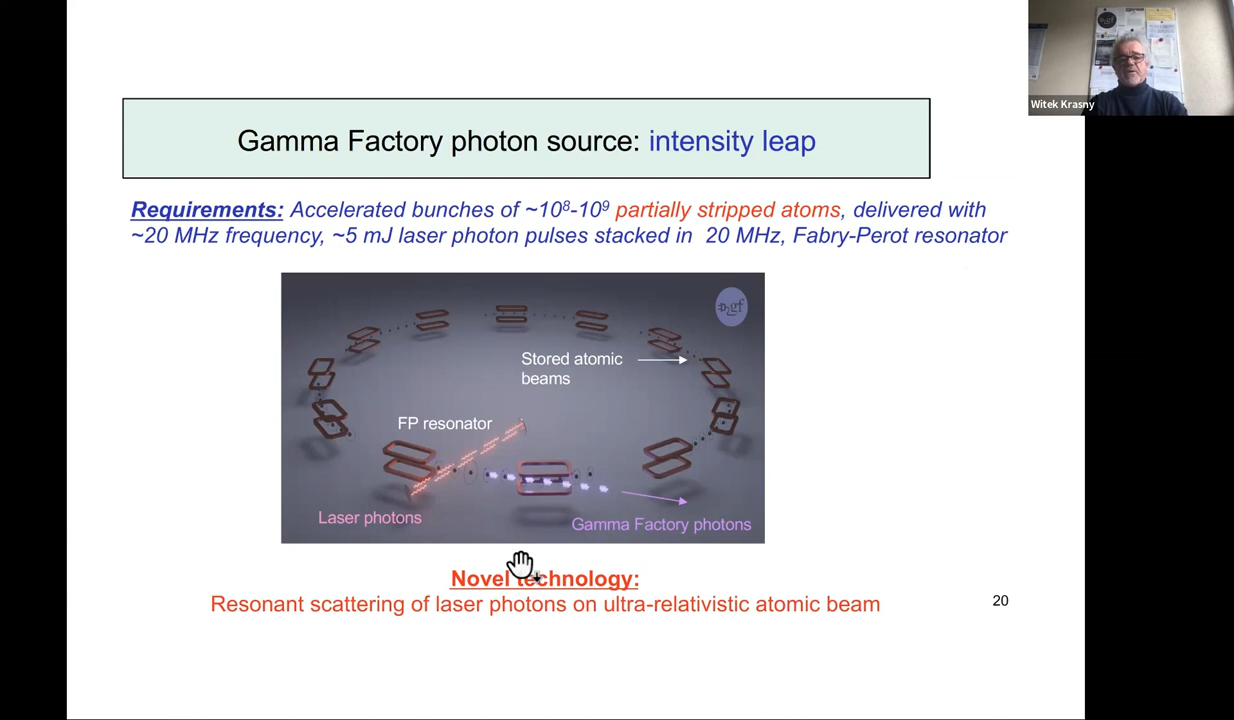 Witek Krasny
Gamma Factory photon source: intensity leap
Requirements: Accelerated bunches of ~10⁸-10⁹ partially stripped atoms, delivered with
~20 MHz frequency, ~5 mJ laser photon pulses stacked in 20 MHz, Fabry-Perot resonator
Stored atomic
beams
FP resonator
Laser photons
Gamma Factory photons
Novel technology:
Resonant scattering of laser photons on ultra-relativistic atomic beam
20